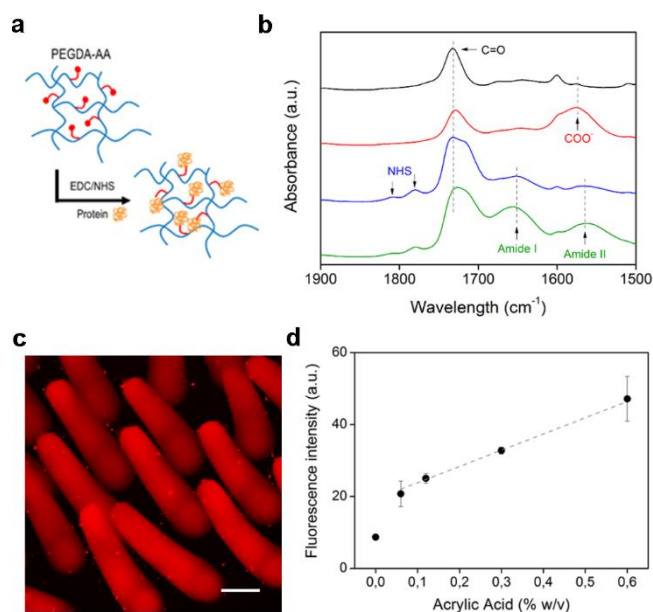 a
PEGDA-AA
EDC/NHS
Protein
b
Absorbance (a.u.)
C=O
COO⁻
NHS
Amide I
Amide II
1900 1800 1700 1600 1500
Wavelength (cm⁻¹)
c
d
Fluorescence intensity (a.u.)
60
40
20
0
0,0 0,1 0,2 0,3 0,4 0,5 0,6
Acrylic Acid (% w/v)